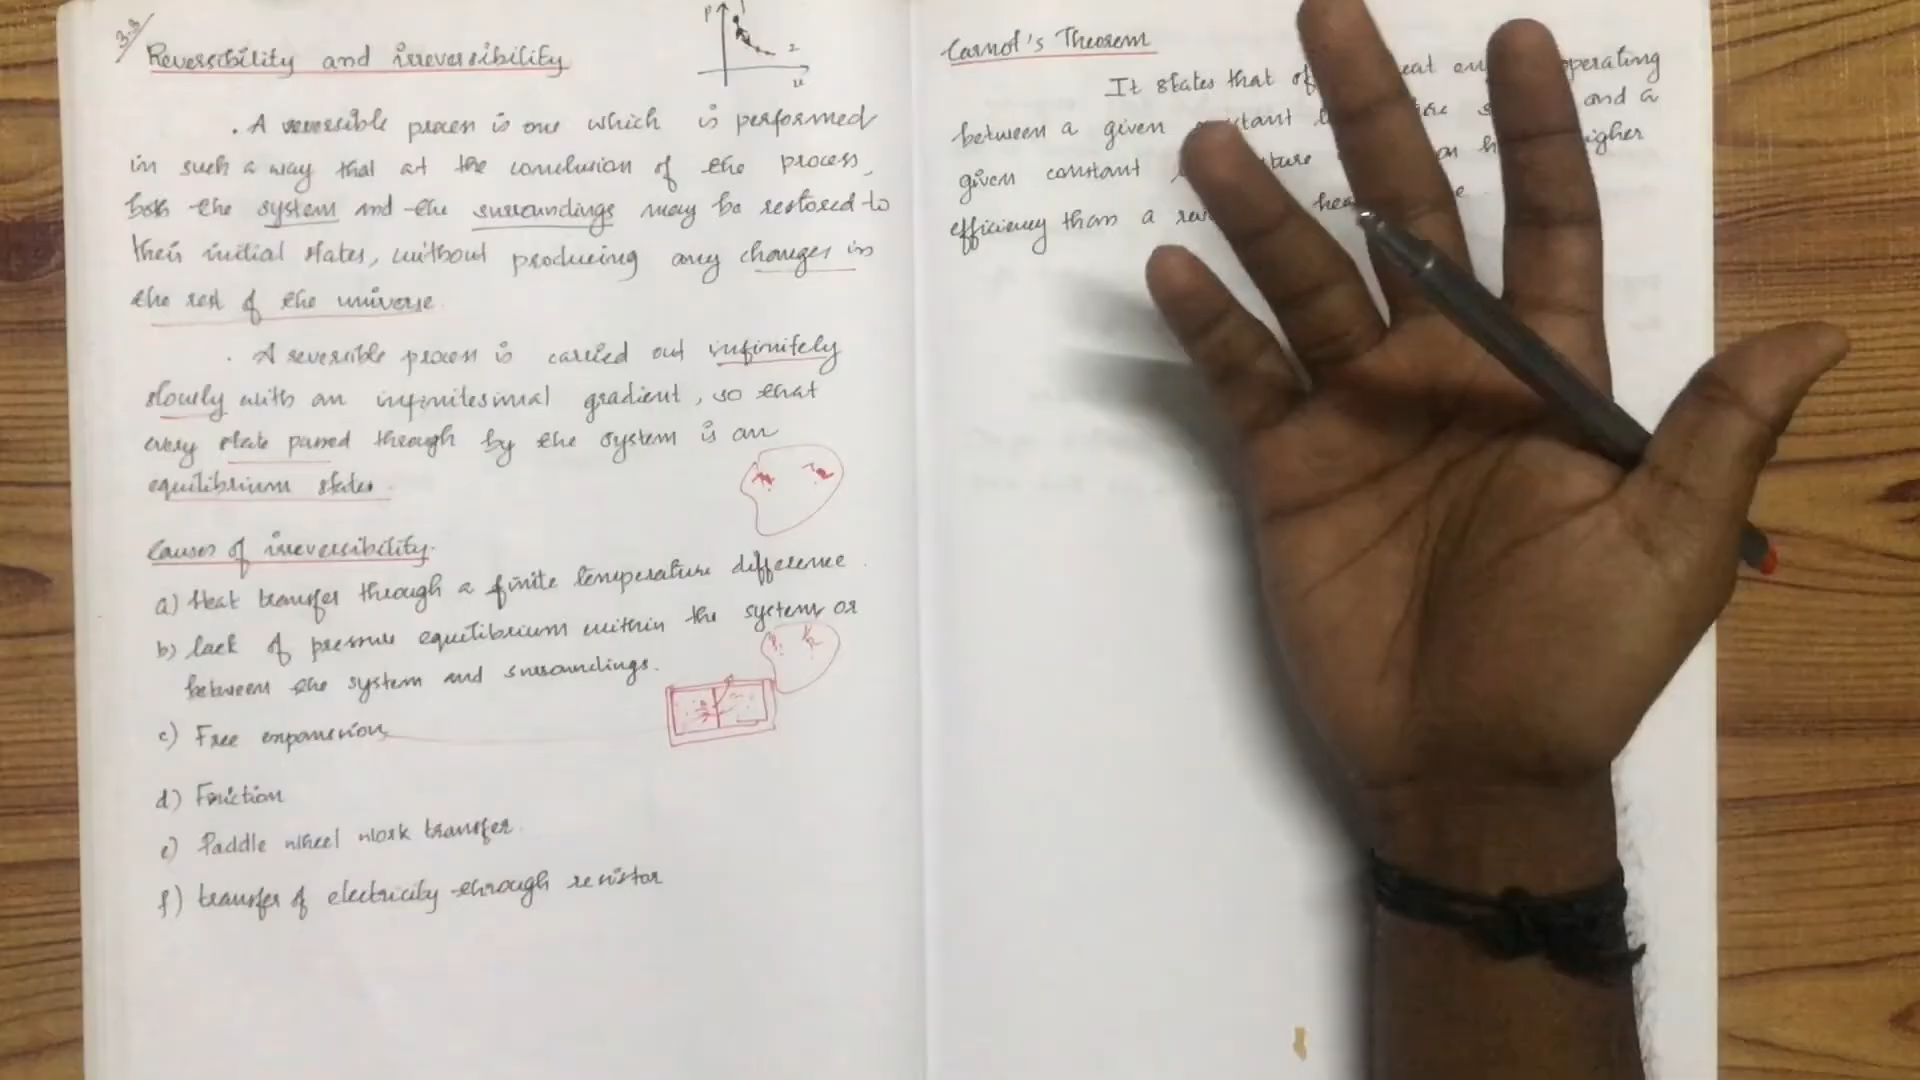 3.3
Reversibility and irreversibility
P
1
2
u
. A reversible process is one which is performed
in such a way that at the conclusion of the process,
both the system and the surroundings may be restored to
their initial states, without producing any changes in
the rest of the universe.
. A reversible process is carried out infinitely
slowly with an infinitesimal gradient, so that
every state passed through by the system is an
equilibrium states.
Causes of irreversibility.
a) Heat transfer through a finite temperature difference.
b) lack of pressure equilibrium within the system or
between the system and surroundings.
c) Free expansion
d) Friction
e) Paddle wheel work transfer.
f) transfer of electricity through resistor
Carnot's Theorem
It states that of
between a given and a
given constant
efficiency than a